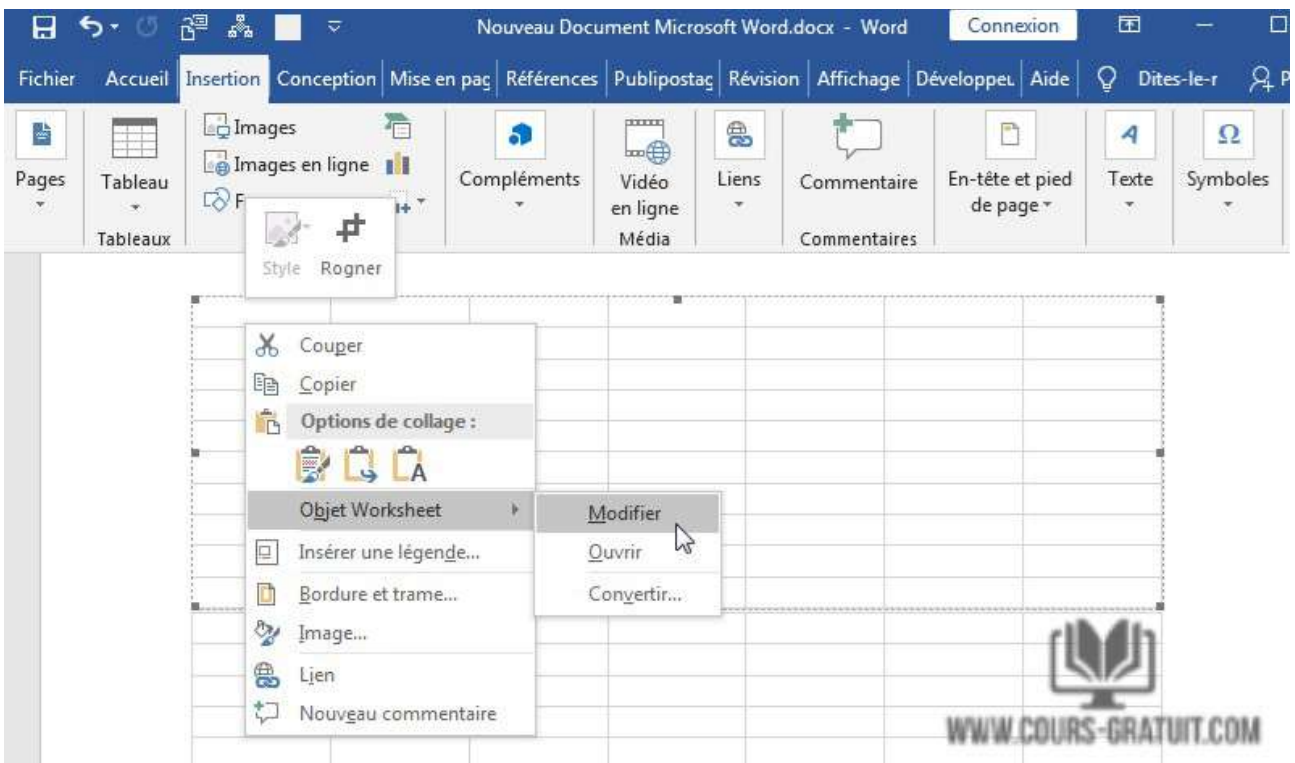 Nouveau Document Microsoft Word.docx - Word Connexion
Fichier Accueil Insertion Conception Mise en pag Références Publipostag Révision Affichage Développeu Aide Dites-le-r P
Images
Images en ligne
F
Pages Tableau Compléments Vidéo en ligne Liens Commentaire En-tête et pied de page Texte Symboles
Tableaux Média Commentaires
Style Rogner
Couper
Copier
Options de collage :
Objet Worksheet
Modifier
Insérer une légende...
Ouvrir
Bordure et trame...
Convertir...
Image...
Lien
Nouveau commentaire
WWW.COURS-GRATUIT.COM